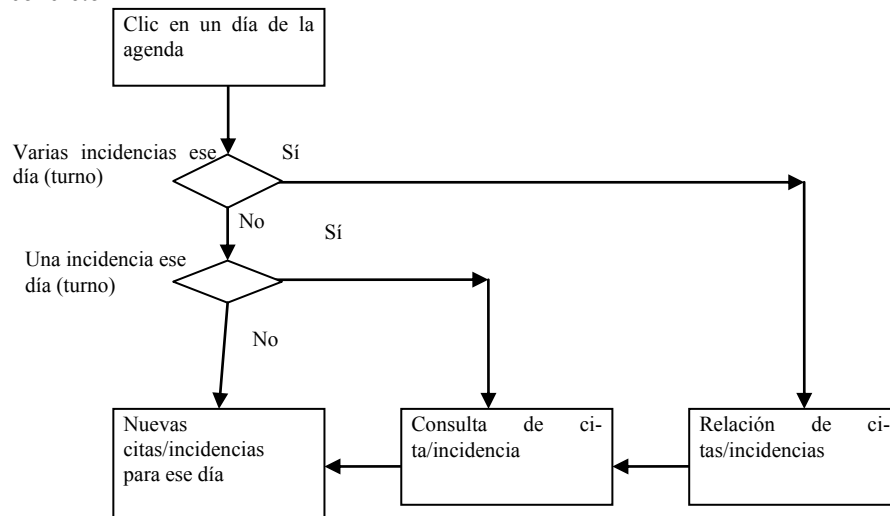 Clic en un día de la
agenda
Varias incidencias ese
día (turno)
Sí
No
Sí
Una incidencia ese
día (turno)
No
Nuevas
citas/incidencias
para ese día
Consulta de ci-
ta/incidencia
Relación de ci-
tas/incidencias